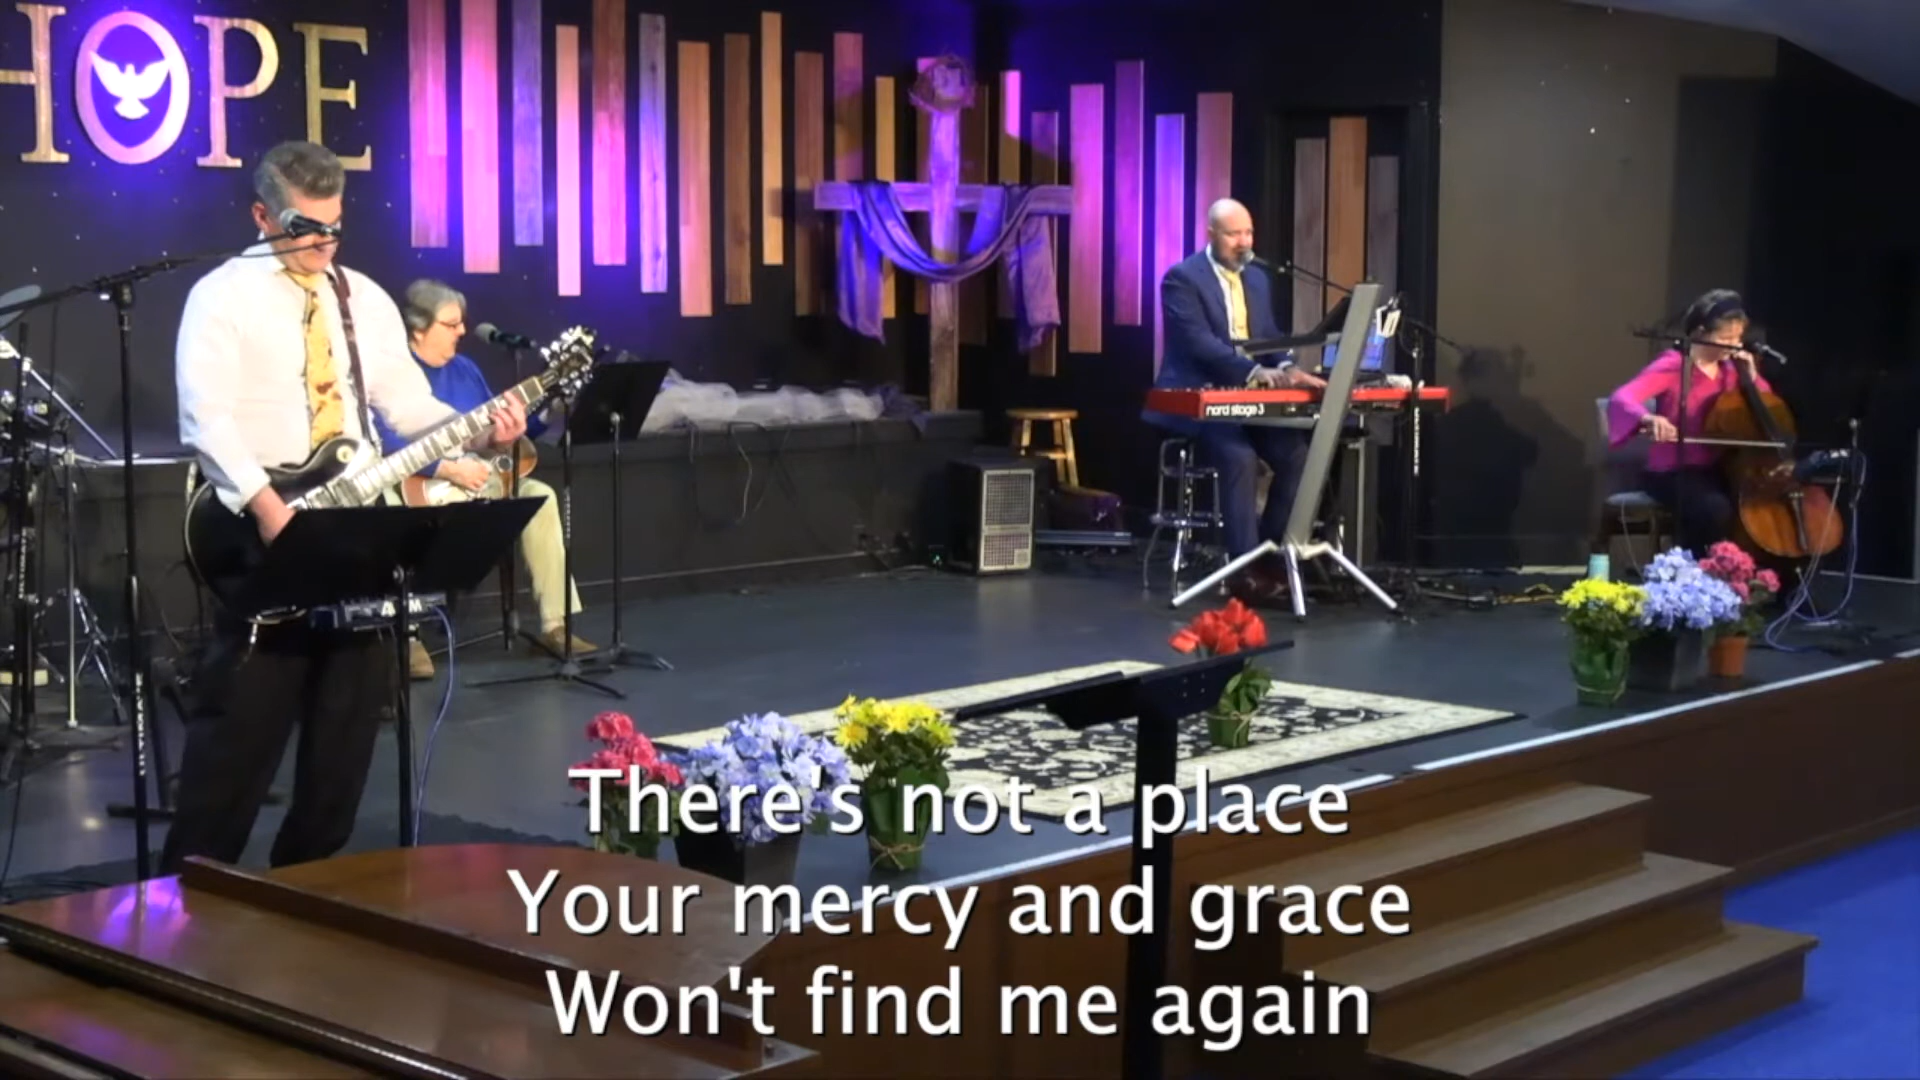 HOPE
nord stage 3
There's not a place
Your mercy and grace
Won't find me again